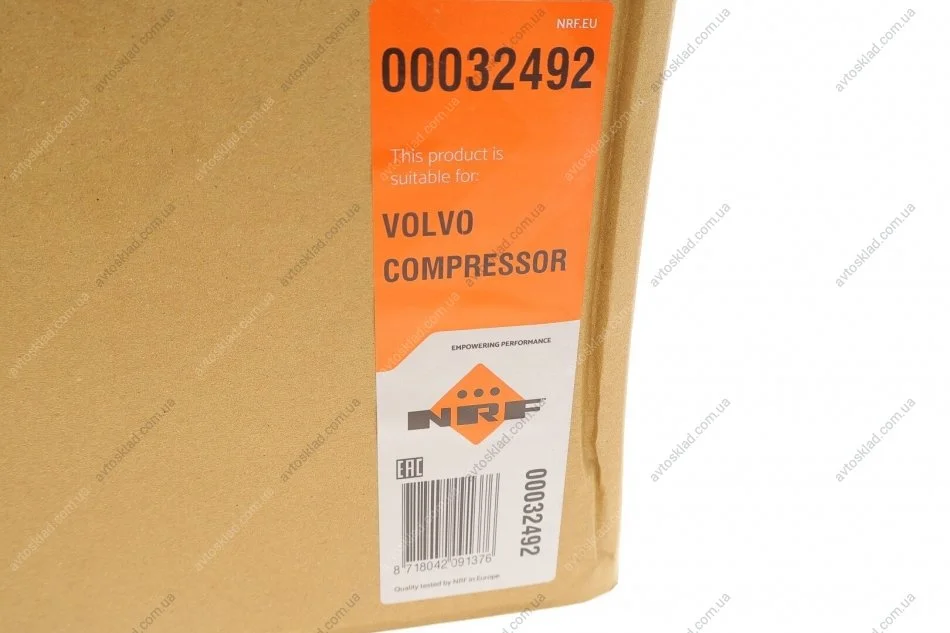 NRF.EU
00032492
This product is
suitable for:
VOLVO
COMPRESSOR
EMPOWERING PERFORMANCE
NRF
EAC
00032492
8 718042 091376
Quality tested by NRF in Europe
avtosklad.com.ua